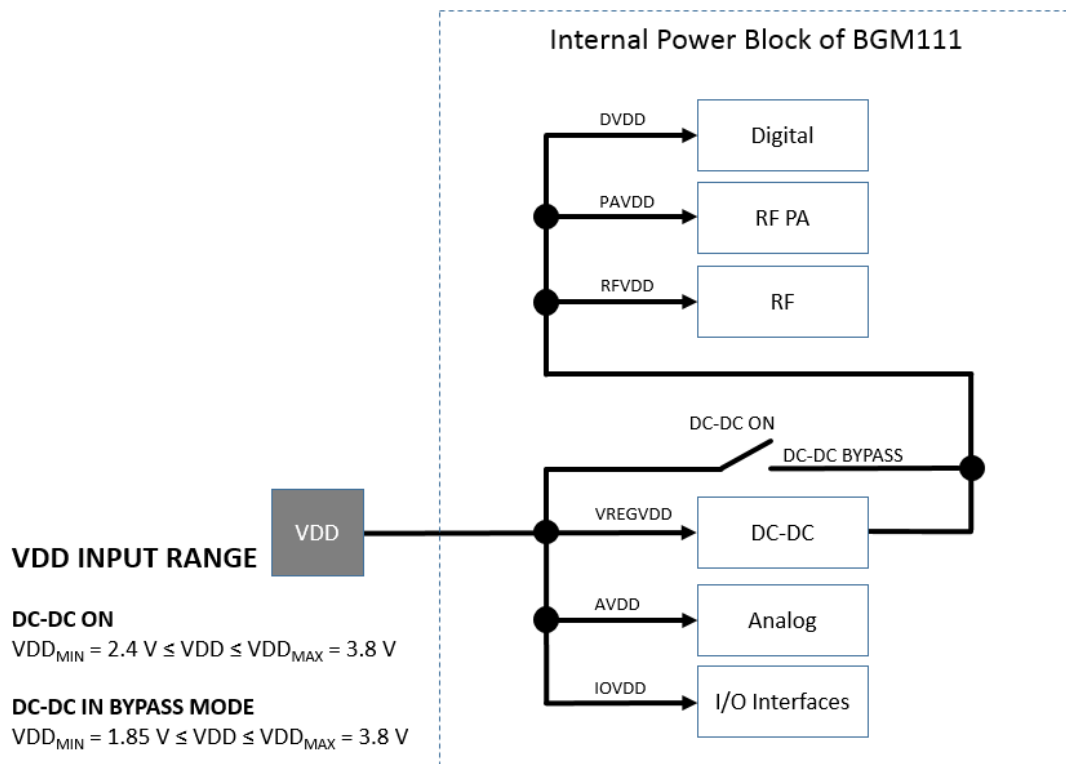 Internal Power Block of BGM111
DVDD
Digital
PAVDD
RF PA
RFVDD
RF
DC-DC ON
DC-DC BYPASS
VDD
VREGVDD
DC-DC
VDD INPUT RANGE
AVDD
Analog
DC-DC ON
VDDMIN = 2.4 V ≤ VDD ≤ VDDMAX = 3.8 V
IOVDD
I/O Interfaces
DC-DC IN BYPASS MODE
VDDMIN = 1.85 V ≤ VDD ≤ VDDMAX = 3.8 V